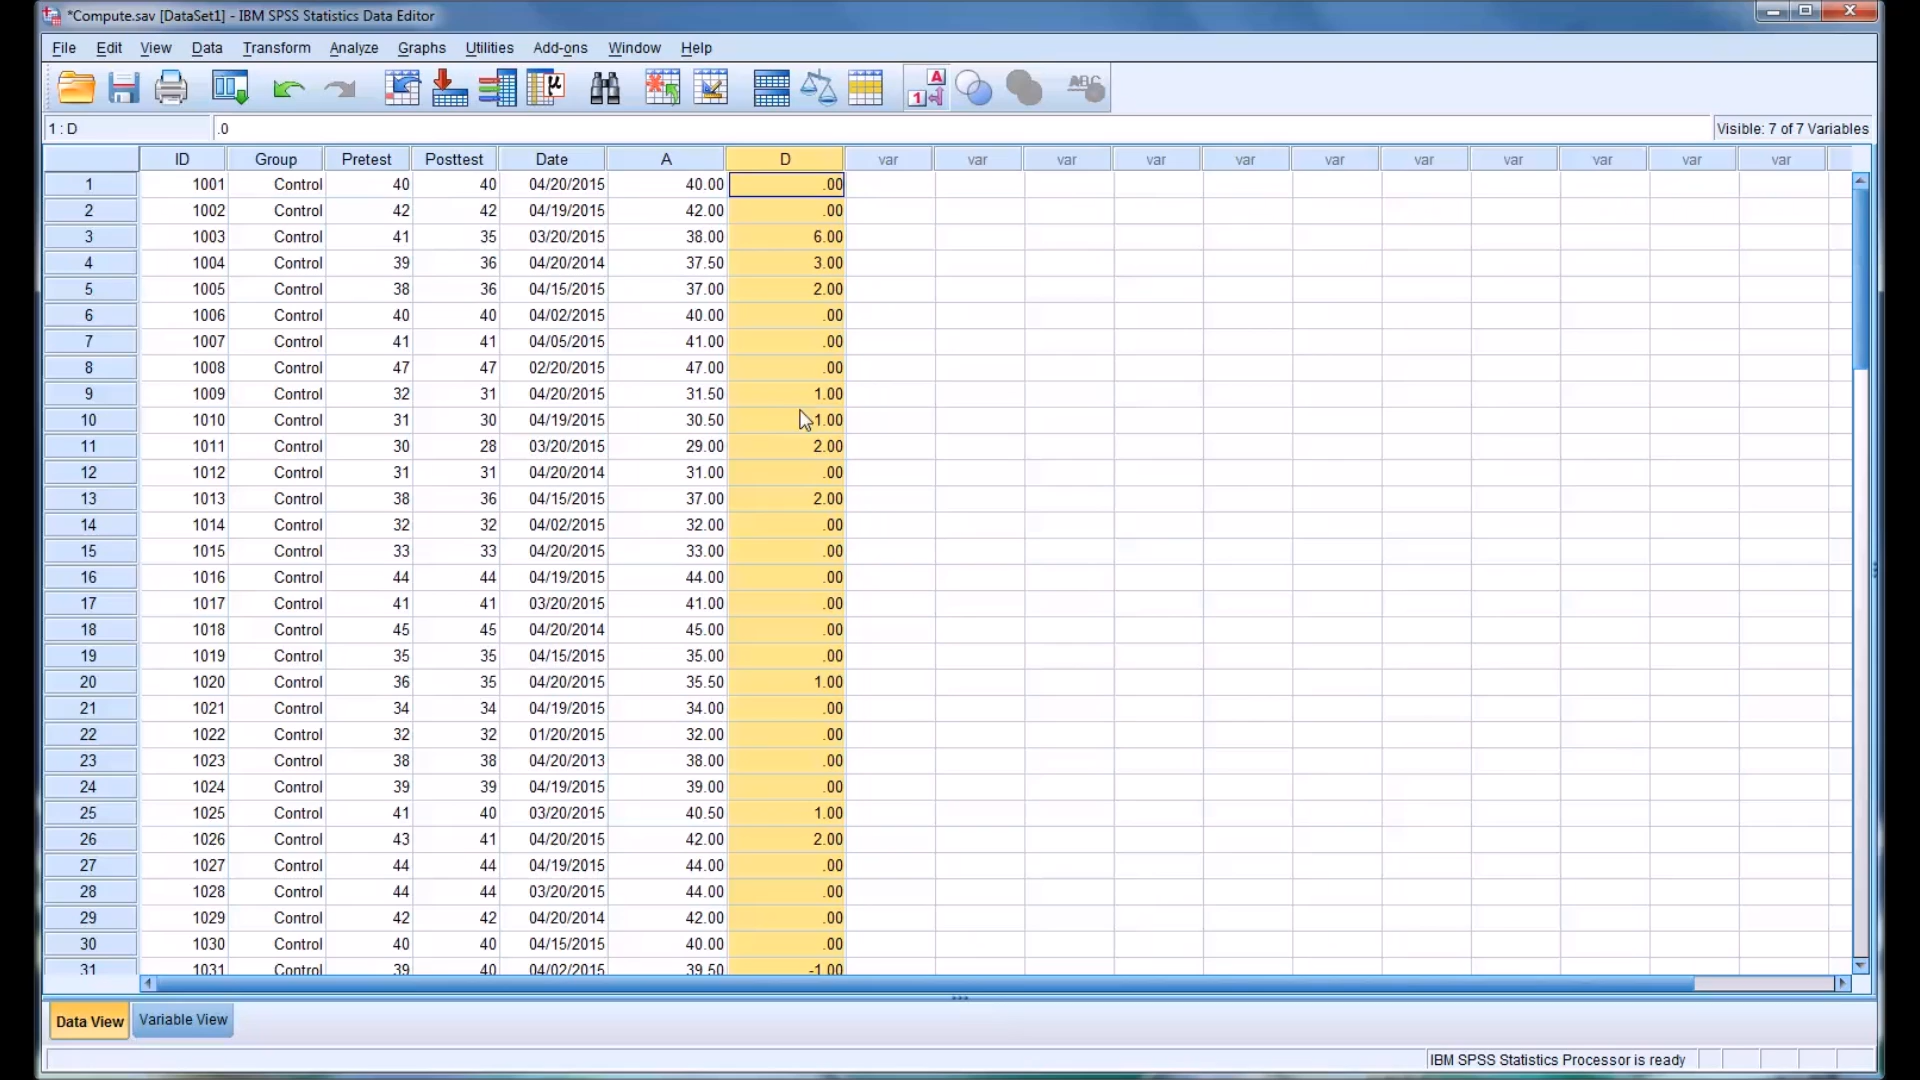 *Compute.sav [DataSet1] - IBM SPSS Statistics Data Editor
File Edit View Data Transform Analyze Graphs Utilities Add-ons Window Help
A
1
μ
ABC
1 : D .0 Visible: 7 of 7 Variables
ID Group Pretest Posttest Date A D var var var var var var var var var var var
1 1001 Control 40 40 04/20/2015 40.00 .00
2 1002 Control 42 42 04/19/2015 42.00 .00
3 1003 Control 41 35 03/20/2015 38.00 6.00
4 1004 Control 39 36 04/20/2014 37.50 3.00
5 1005 Control 38 36 04/15/2015 37.00 2.00
6 1006 Control 40 40 04/02/2015 40.00 .00
7 1007 Control 41 41 04/05/2015 41.00 .00
8 1008 Control 47 47 02/20/2015 47.00 .00
9 1009 Control 32 31 04/20/2015 31.50 1.00
10 1010 Control 31 30 04/19/2015 30.50 1.00
11 1011 Control 30 28 03/20/2015 29.00 2.00
12 1012 Control 31 31 04/20/2014 31.00 .00
13 1013 Control 38 36 04/15/2015 37.00 2.00
14 1014 Control 32 32 04/02/2015 32.00 .00
15 1015 Control 33 33 04/20/2015 33.00 .00
16 1016 Control 44 44 04/19/2015 44.00 .00
17 1017 Control 41 41 03/20/2015 41.00 .00
18 1018 Control 45 45 04/20/2014 45.00 .00
19 1019 Control 35 35 04/15/2015 35.00 .00
20 1020 Control 36 35 04/20/2015 35.50 1.00
21 1021 Control 34 34 04/19/2015 34.00 .00
22 1022 Control 32 32 01/20/2015 32.00 .00
23 1023 Control 38 38 04/20/2013 38.00 .00
24 1024 Control 39 39 04/19/2015 39.00 .00
25 1025 Control 41 40 03/20/2015 40.50 1.00
26 1026 Control 43 41 04/20/2015 42.00 2.00
27 1027 Control 44 44 04/19/2015 44.00 .00
28 1028 Control 44 44 03/20/2015 44.00 .00
29 1029 Control 42 42 04/20/2014 42.00 .00
30 1030 Control 40 40 04/15/2015 40.00 .00
31 1031 Control 39 40 04/02/2015 39.50 -1.00
Data View Variable View
IBM SPSS Statistics Processor is ready